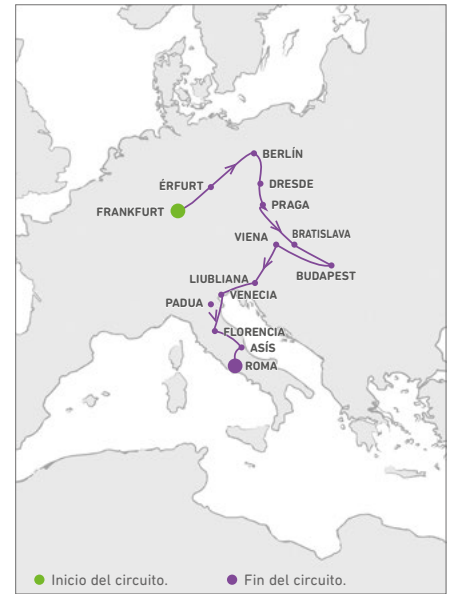 BERLÍN
ÉRFURT
DRESDE
FRANKFURT
PRAGA
VIENA
BRATISLAVA
BUDAPEST
LIUBLIANA
VENECIA
PADUA
FLORENCIA
ASÍS
ROMA
Inicio del circuito.
Fin del circuito.